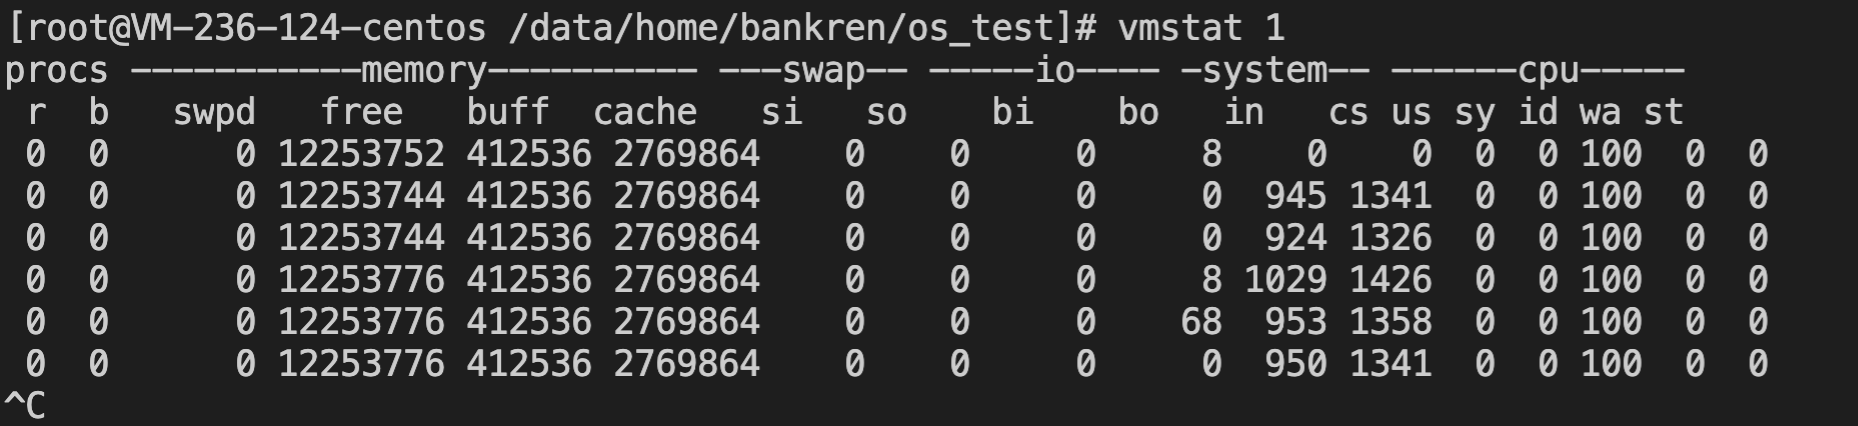 [root@VM-236-124-centos /data/home/bankren/os_test]# vmstat 1
procs -----------memory---------- ---swap-- -----io---- -system-- ------cpu-----
 r  b   swpd   free   buff  cache   si   so    bi    bo   in   cs us sy id wa st
 0  0      0 12253752 412536 2769864    0    0    0     8    0    0  0  0 100  0  0
 0  0      0 12253744 412536 2769864    0    0    0     0  945 1341  0  0 100  0  0
 0  0      0 12253744 412536 2769864    0    0    0     0  924 1326  0  0 100  0  0
 0  0      0 12253776 412536 2769864    0    0    0     8 1029 1426  0  0 100  0  0
 0  0      0 12253776 412536 2769864    0    0    0    68  953 1358  0  0 100  0  0
 0  0      0 12253776 412536 2769864    0    0    0     0  950 1341  0  0 100  0  0
^C